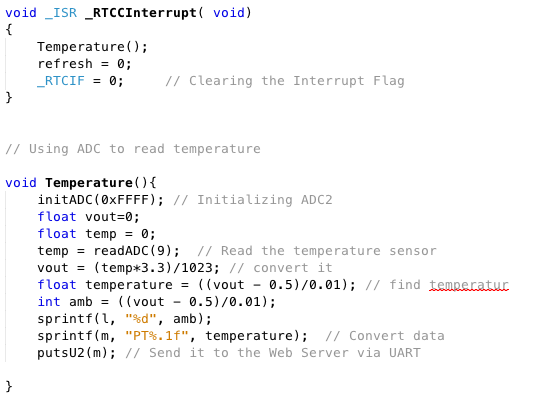 void _ISR _RTCCInterrupt( void)
{
Temperature();
refresh = 0;
_RTCIF = 0; // Clearing the Interrupt Flag
}
// Using ADC to read temperature
void Temperature(){
initADC(0xFFFF); // Initializing ADC2
float vout=0;
float temp = 0;
temp = readADC(9); // Read the temperature sensor
vout = (temp*3.3)/1023; // convert it
float temperature = ((vout - 0.5)/0.01); // find temperatur
int amb = ((vout - 0.5)/0.01);
sprintf(l, "%d", amb);
sprintf(m, "PT%.1f", temperature); // Convert data
putsU2(m); // Send it to the Web Server via UART
}